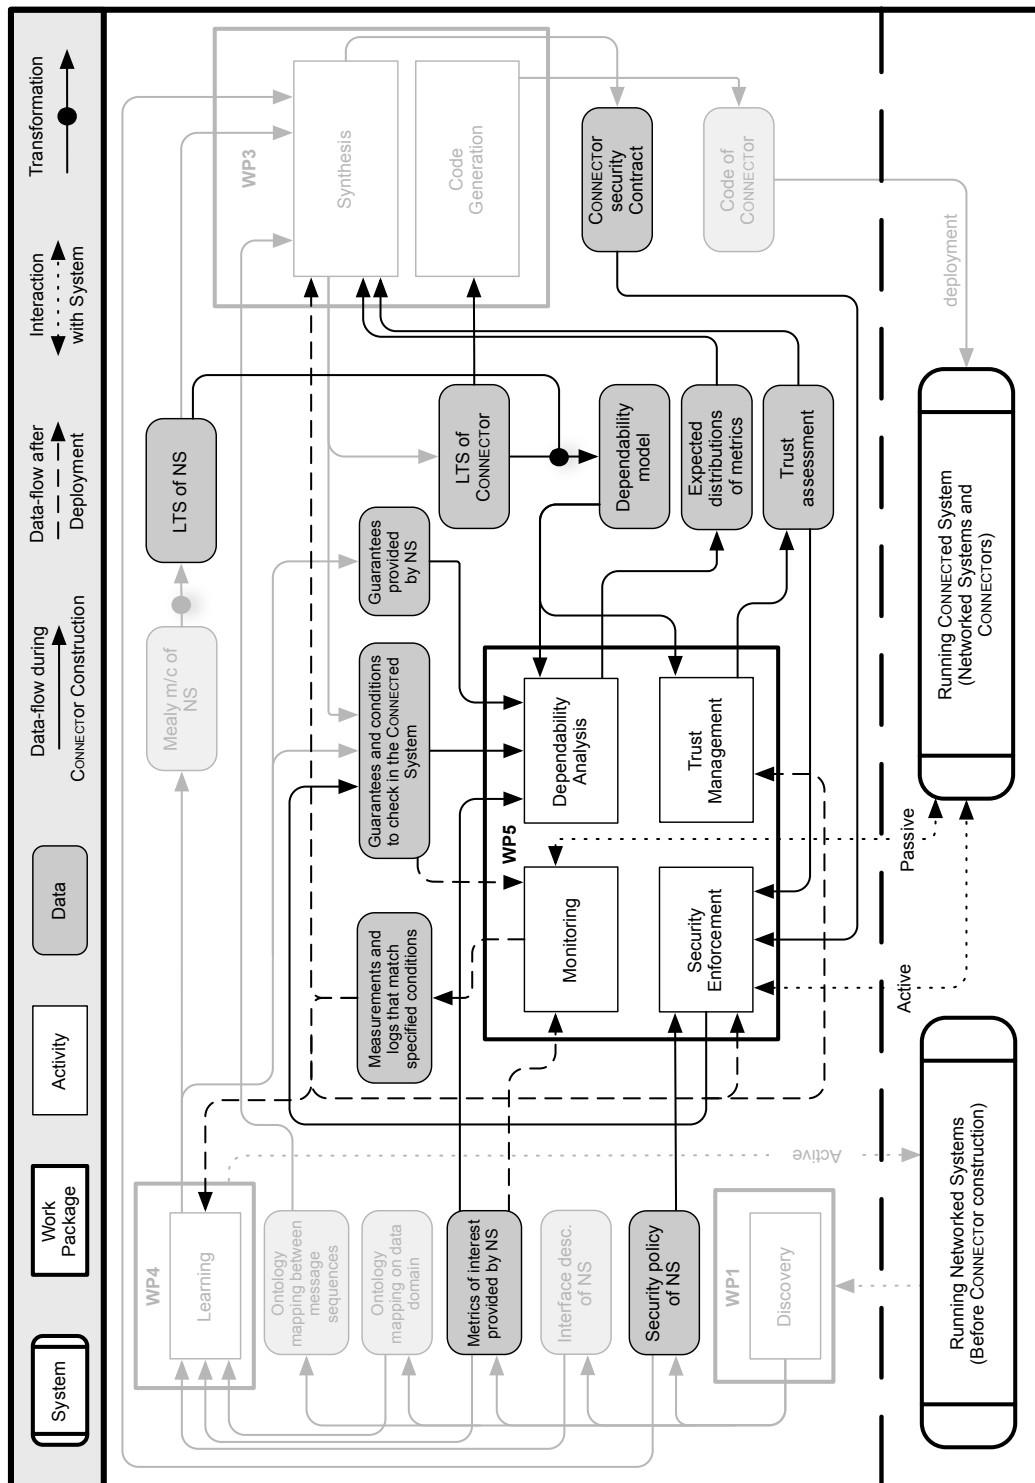 System
Work
Package
Activity
Data
Data-flow during
CONNECTOR Construction
Data-flow after
Deployment
Interaction
with System
Transformation
WP4
Learning
Ontology
mapping between
message
sequences
Ontology
mapping on data
domain
Metrics of interest
provided by NS
Interface desc.
of NS
Security policy
of NS
WP1
Discovery
Active
Mealy m/c of
NS
LTS of NS
Measurements and
logs that match
specified conditions
Guarantees and conditions
to check in the CONNECTED
System
Guarantees
provided
by NS
WP5
Monitoring
Dependability
Analysis
Security
Enforcement
Trust
Management
LTS of
CONNECTOR
Dependability
model
Expected
distributions
of metrics
Trust
assessment
WP3
Synthesis
Code
Generation
CONNECTOR
security
Contract
Code of
CONNECTOR
deployment
Active
Passive
Running Networked Systems
(Before CONNECTOR construction)
Running CONNECTED System
(Networked Systems and
CONNECTORS)